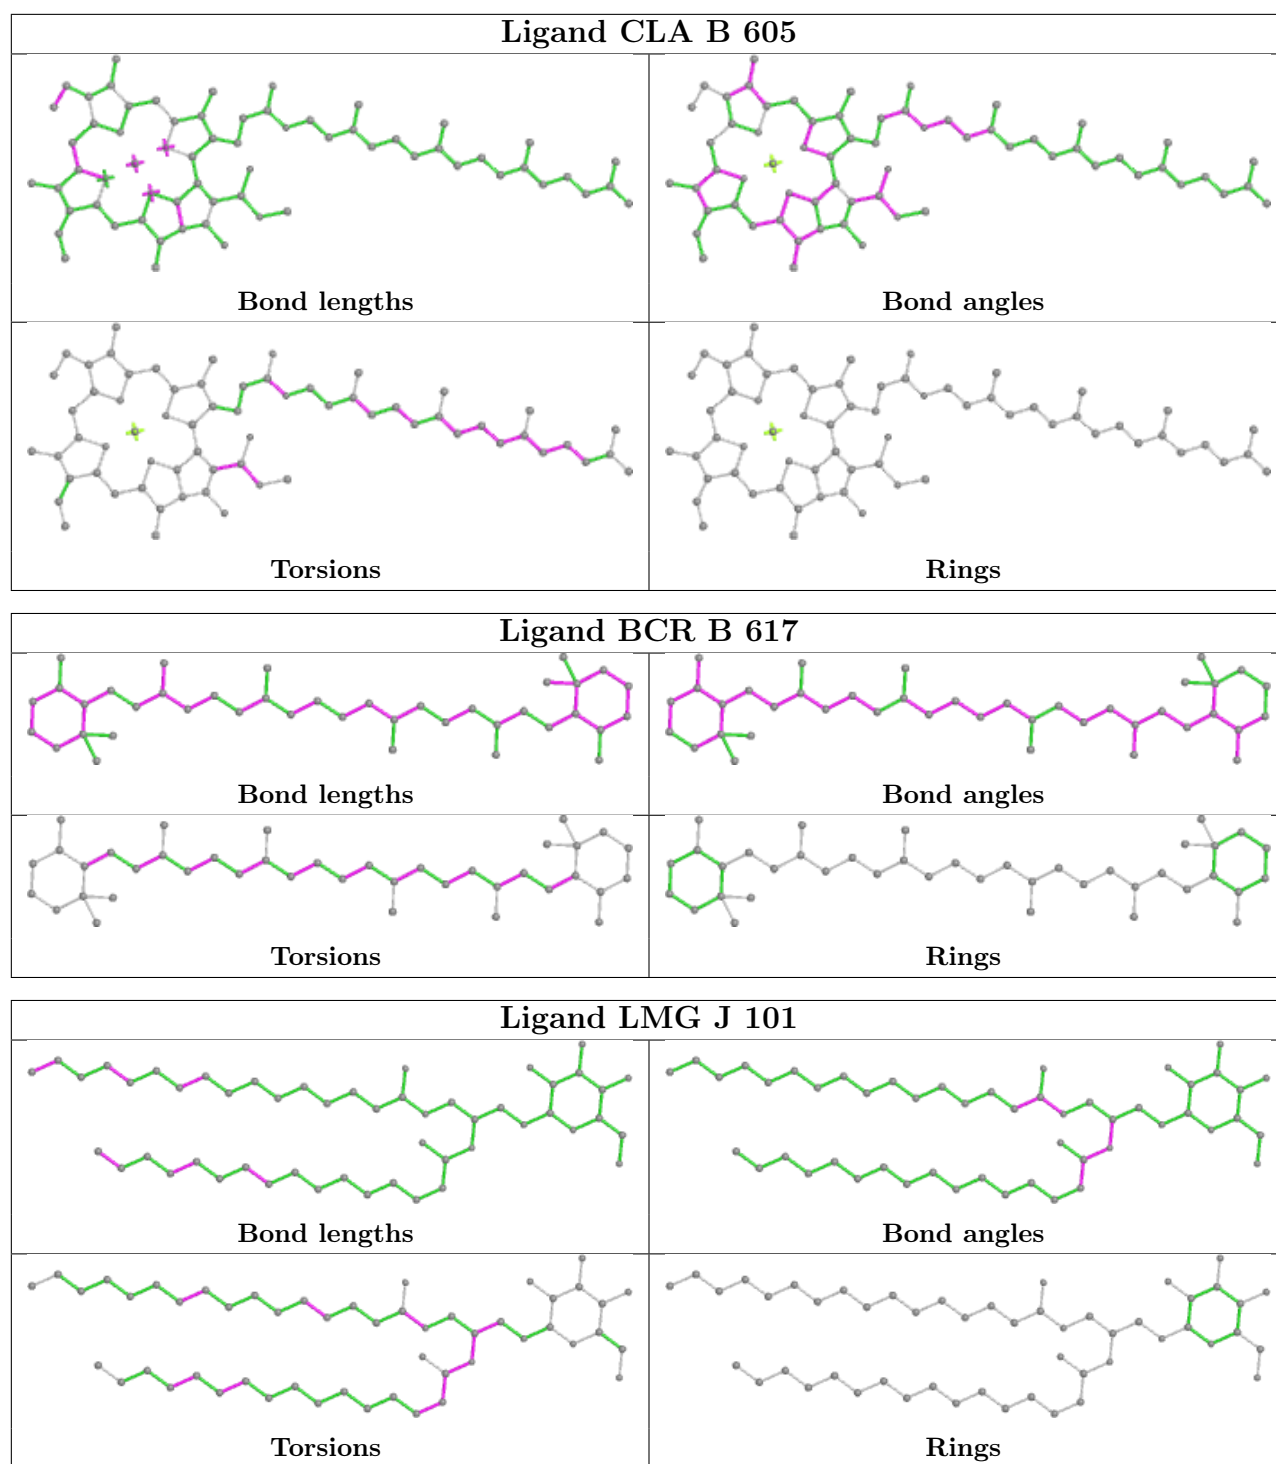 Ligand CLA B 605
Bond lengths
Bond angles
Torsions
Rings
Ligand BCR B 617
Bond lengths
Bond angles
Torsions
Rings
Ligand LMG J 101
Bond lengths
Bond angles
Torsions
Rings